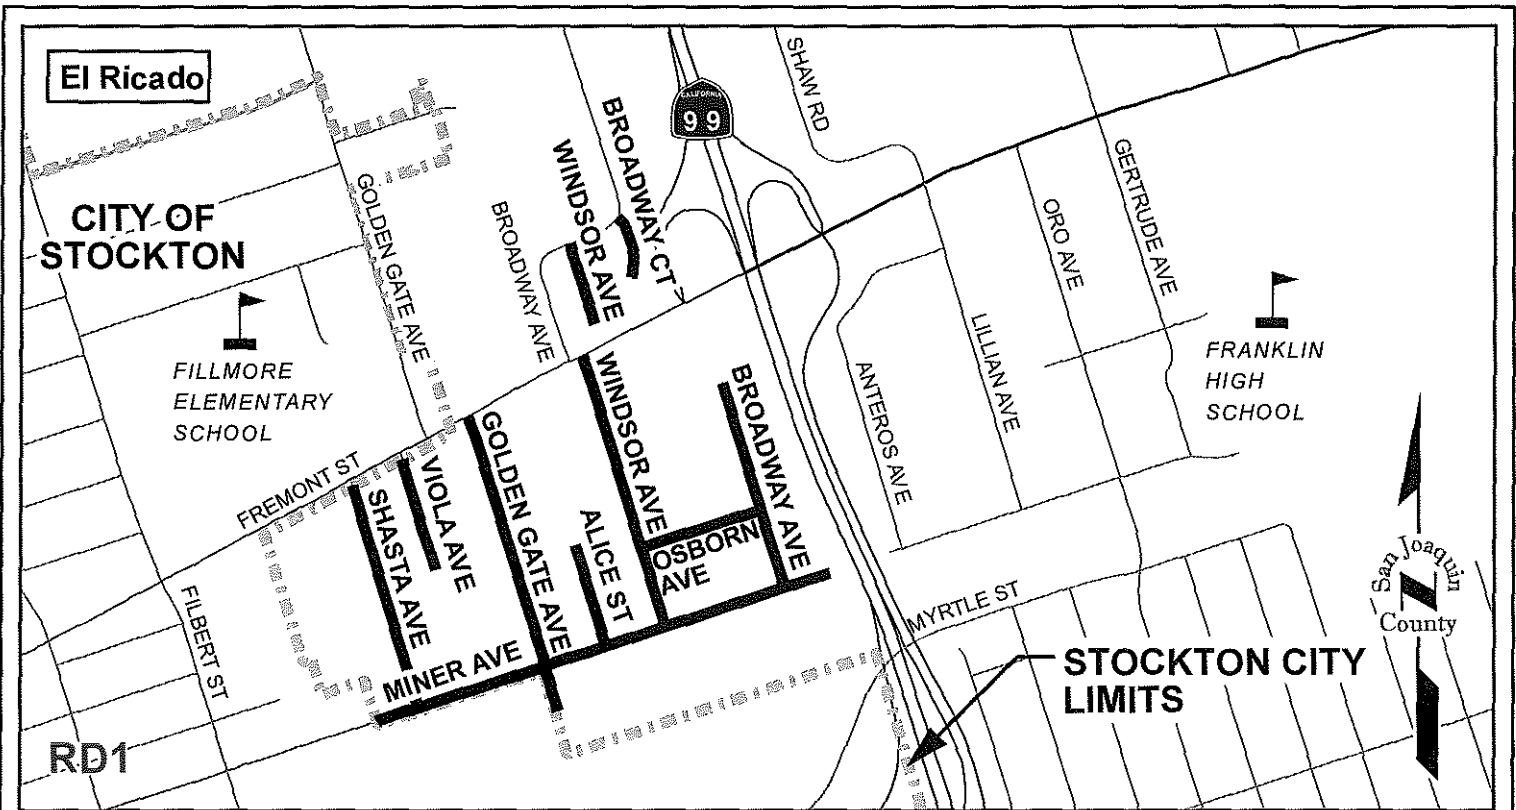 El Ricado
CALIFORNIA
99
SHAW RD
BROADWAY CT
WINDSOR AVE
GERTRUDE AVE
GOLDEN GATE AVE
CITY OF
STOCKTON
BROADWAY AVE
ORO AVE
FILLMORE
ELEMENTARY
SCHOOL
LILLIAN AVE
FRANKLIN
HIGH
SCHOOL
ANTEROS AVE
WINDSOR AVE
BROADWAY AVE
GOLDEN GATE AVE
FREMONT ST
VIOLA AVE
SHASTA AVE
ALICE ST
OSBORN
AVE
San Joaquin
County
FILBERT ST
MYRTLE ST
MINER AVE
STOCKTON CITY
LIMITS
RD1